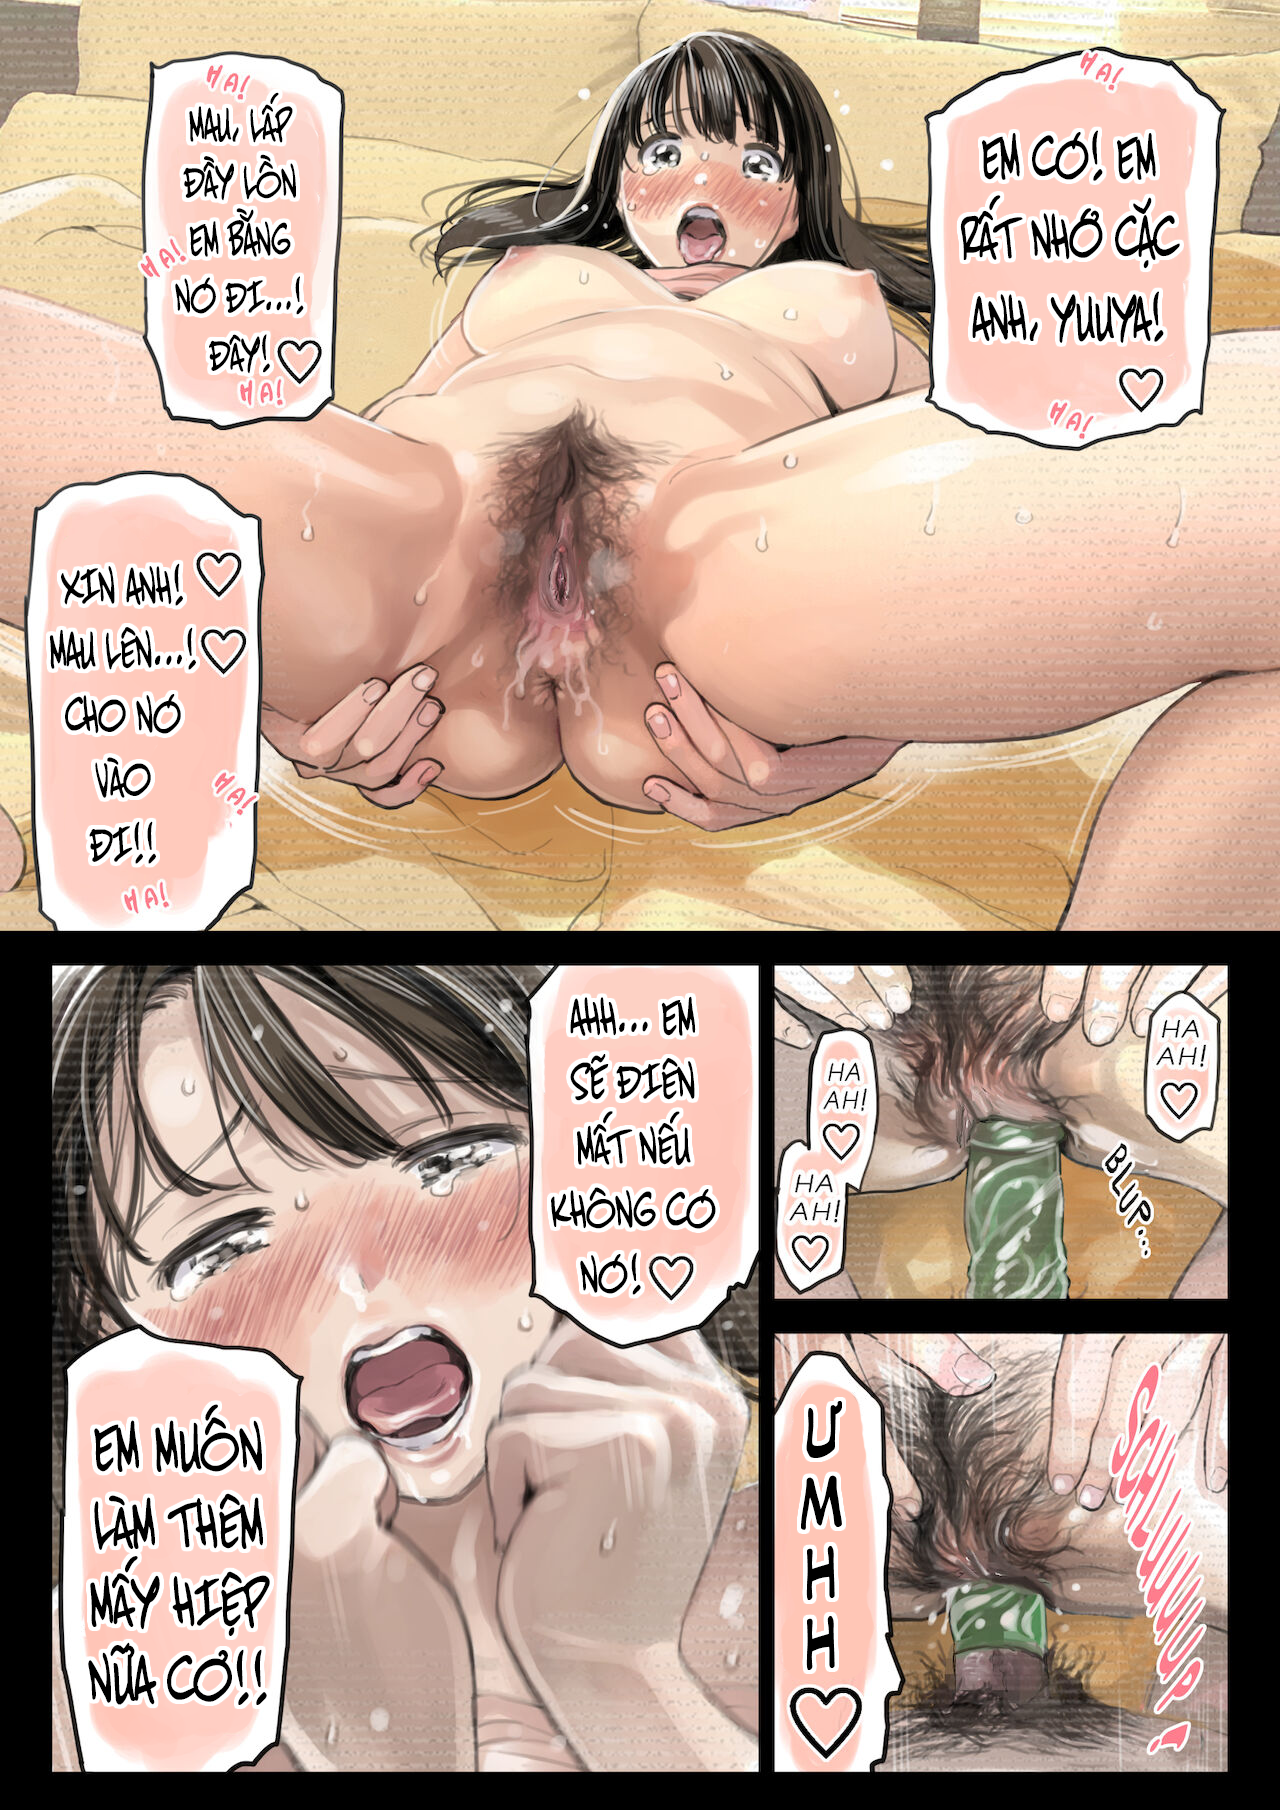 HA!
EM CÓ! EM
RẤT NHỚ CẶC
ANH, YUUYA!
♡
HA!
HA!
MAU, LẤP
ĐẦY LỒN
EM BẰNG
HA!
NÓ ĐI...!
ĐÂY! ♡
HA!
XIN ANH! ♡
MAU LÊN...! ♡
CHO NÓ
VÀO
HA!
ĐI!!
HA!
HA
AH!
♡
HA
AH!
♡
HA
AH!
♡
BLUP...
AHH... EM
SẼ ĐIÊN
MẤT NẾU
KHÔNG CÓ
NÓ! ♡
EM MUỐN
LÀM THÊM
MẤY HIỆP
NỮA CƠ!!
SCHLUUUUUP!
Ư
M
H
H
♡